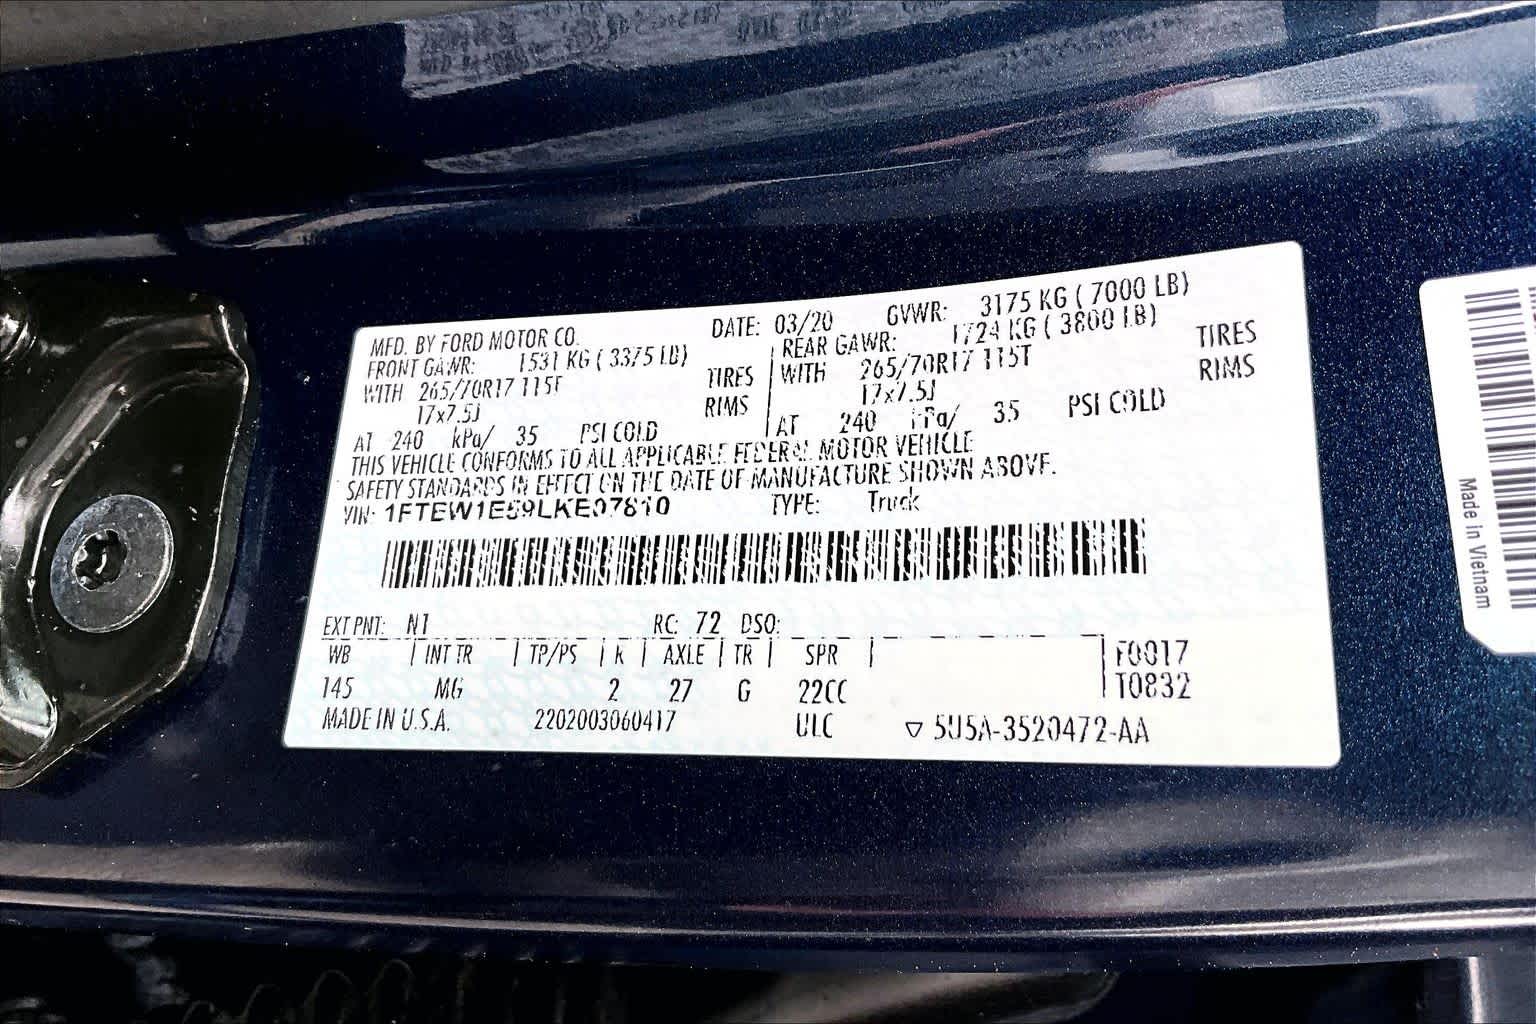 MFD. BY FORD MOTOR CO. DATE: 03/20 GVWR: 3175 KG ( 7000 LB)
FRONT GAWR: 1531 KG ( 3375 LB) REAR GAWR: 1724 KG ( 3800 LB)
WITH 265/70R17 115T TIRES WITH 265/70R17 115T TIRES
17x7.5J RIMS 17x7.5J RIMS
AT 240 kPa/ 35 PSI COLD AT 240 kPa/ 35 PSI COLD
THIS VEHICLE CONFORMS TO ALL APPLICABLE FEDERAL MOTOR VEHICLE
SAFETY STANDARDS IN EFFECT ON THE DATE OF MANUFACTURE SHOWN ABOVE.
VIN: 1FTEW1E59LKE07810 TYPE: Truck
EXT PNT: N1 RC: 72 DSO:
WB | INT TR | TP/PS | R | AXLE | TR | SPR | F0017
145 MG 2 27 G 22CC T0832
MADE IN U.S.A. 2202003060417 ULC ▽ 5U5A-3520472-AA
Made in Vietnam